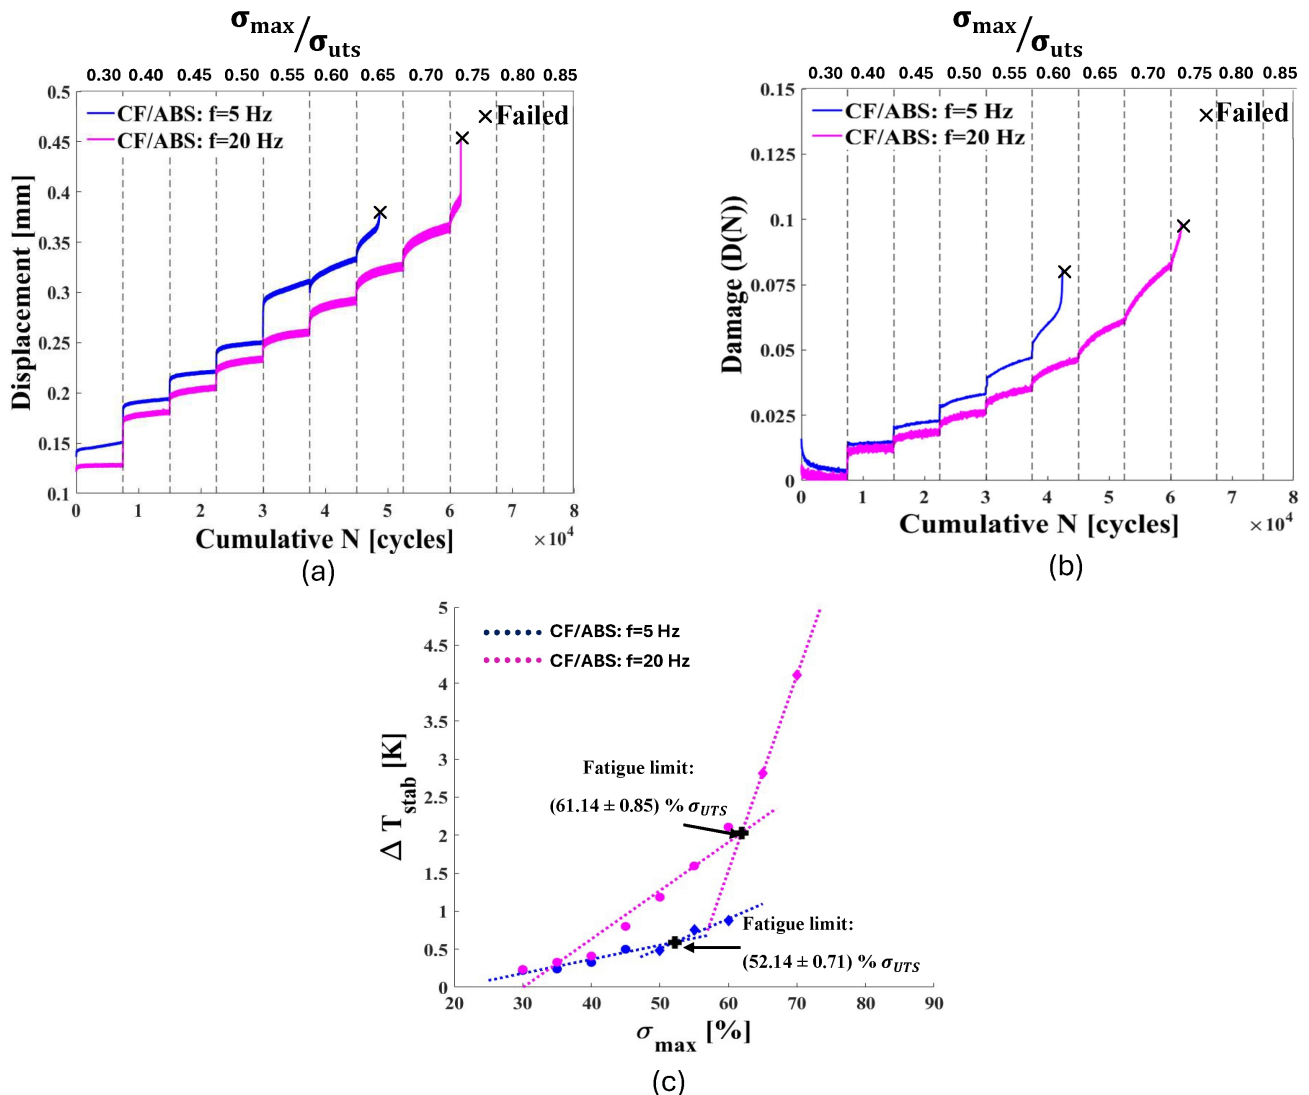 σmax/σuts
0.30 0.40 0.45 0.50 0.55 0.60 0.65 0.70 0.75 0.80 0.85
0.5
0.45
0.4
0.35
0.3
0.25
0.2
0.15
0.1
Displacement [mm]
CF/ABS: f=5 Hz
CF/ABS: f=20 Hz
×Failed
0 1 2 3 4 5 6 7 8
Cumulative N [cycles]
×10⁴
(a)
σmax/σuts
0.30 0.40 0.45 0.50 0.55 0.60 0.65 0.70 0.75 0.80 0.85
0.15
0.125
0.1
0.075
0.05
0.025
0
Damage (D(N))
CF/ABS: f=5 Hz
CF/ABS: f=20 Hz
×Failed
0 1 2 3 4 5 6 7 8
Cumulative N [cycles]
×10⁴
(b)
5
4.5
4
3.5
3
2.5
2
1.5
1
0.5
0
Δ Tstab [K]
CF/ABS: f=5 Hz
CF/ABS: f=20 Hz
Fatigue limit:
(61.14 ± 0.85) % σUTS
Fatigue limit:
(52.14 ± 0.71) % σUTS
20 30 40 50 60 70 80 90
σmax [%]
(c)